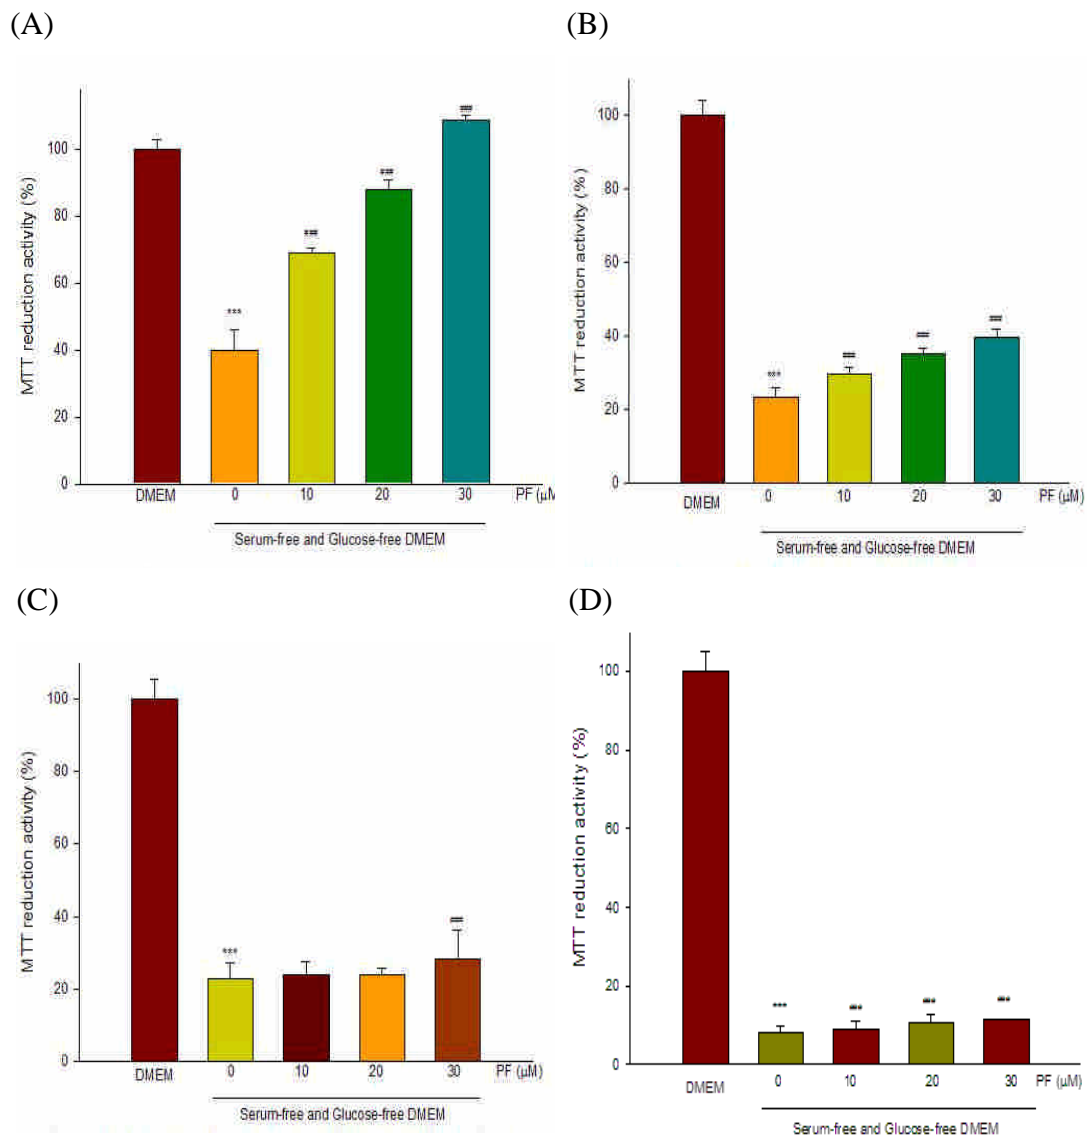 (A)
(B)
MTT reduction activity (%)
100
80
60
40
20
0
***
###
###
###
DMEM 0 10 20 30 PF (μM
Serum-free and Glucose-free DMEM
MTT reduction activity (%)
100
80
60
40
20
0
***
###
###
###
DMEM 0 10 20 30 PF (μM)
Serum-free and Glucose-free DMEM
(C)
(D)
MTT reduction activity (%)
100
80
60
40
20
0
***
###
DMEM 0 10 20 30 PF (μM)
Serum-free and Glucose-free DMEM
MTT reduction activity (%)
100
80
60
40
20
0
***
###
###
###
DMEM 0 10 20 30 PF (μM)
Serum-free and Glucose-free DMEM